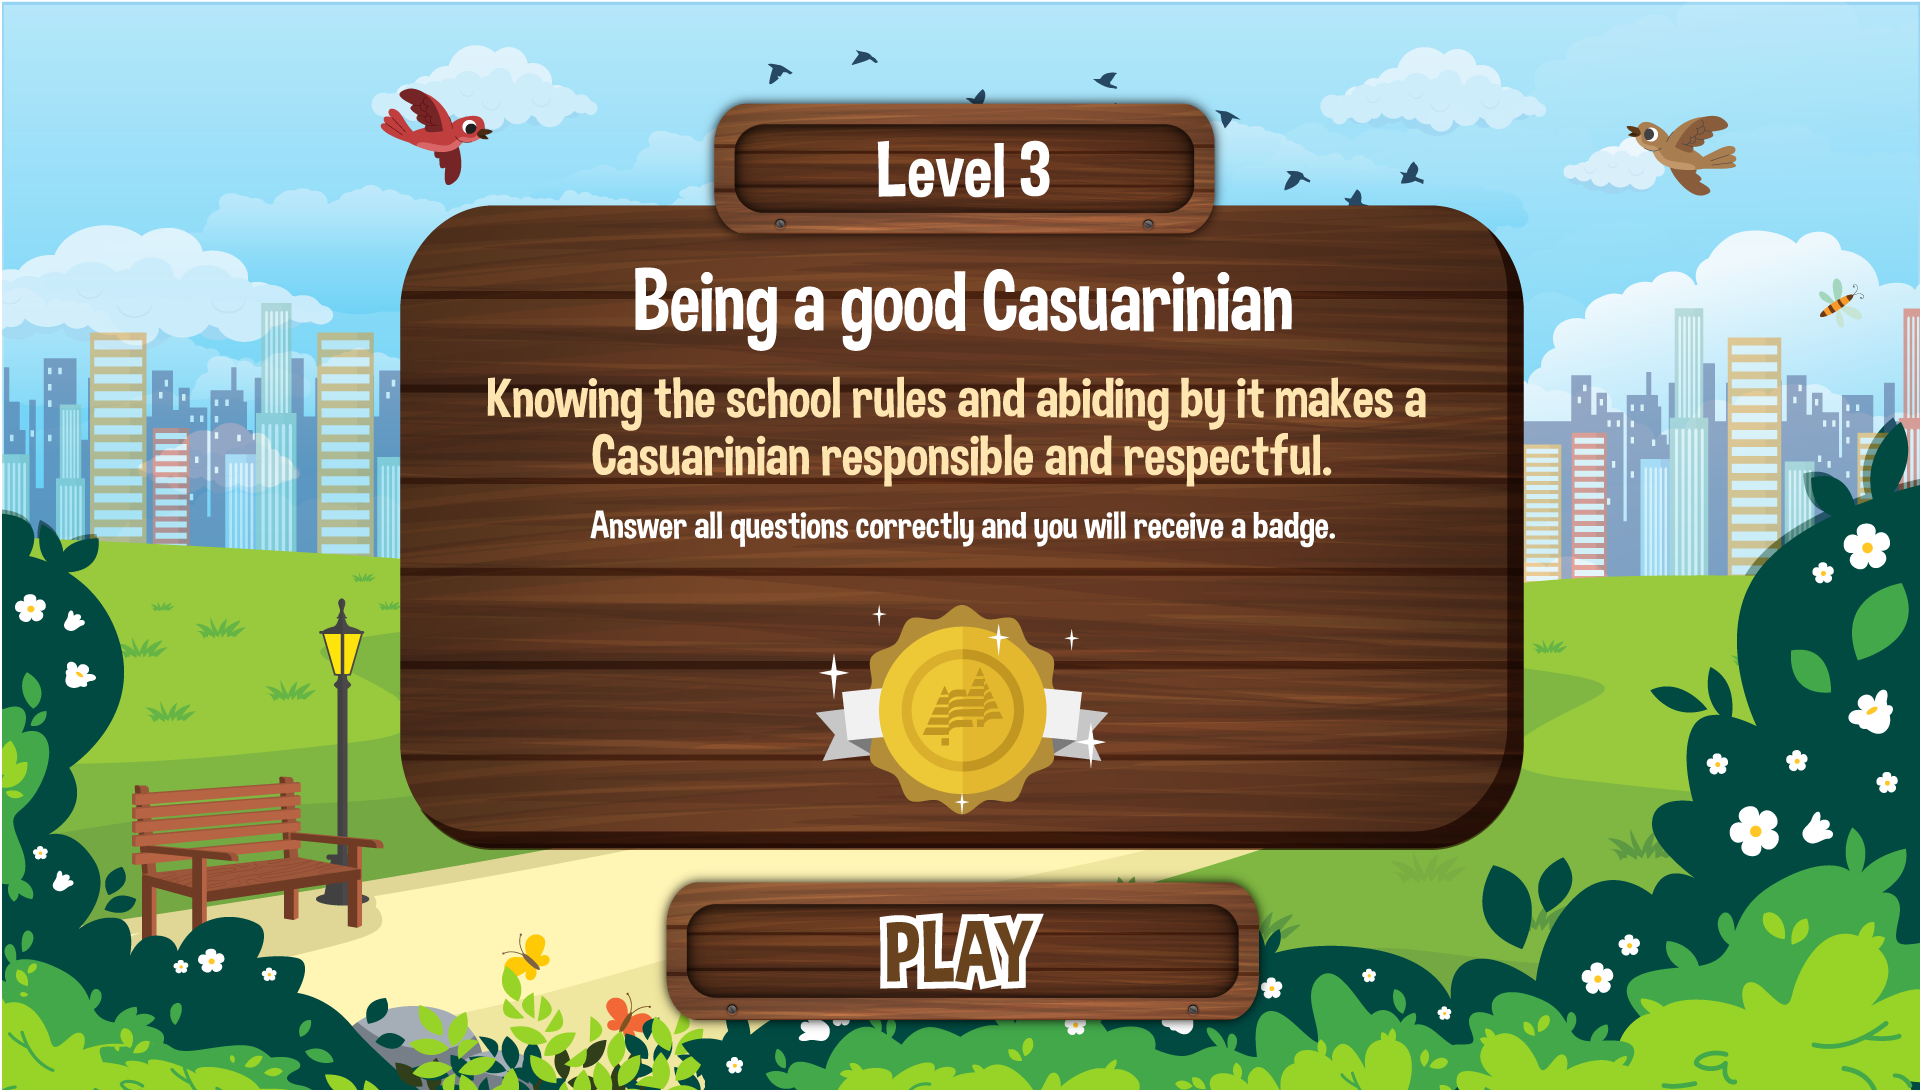 Level 3
Being a good Casuarinian
Knowing the school rules and abiding by it makes a
Casuarinian responsible and respectful.
Answer all questions correctly and you will receive a badge.
PLAY